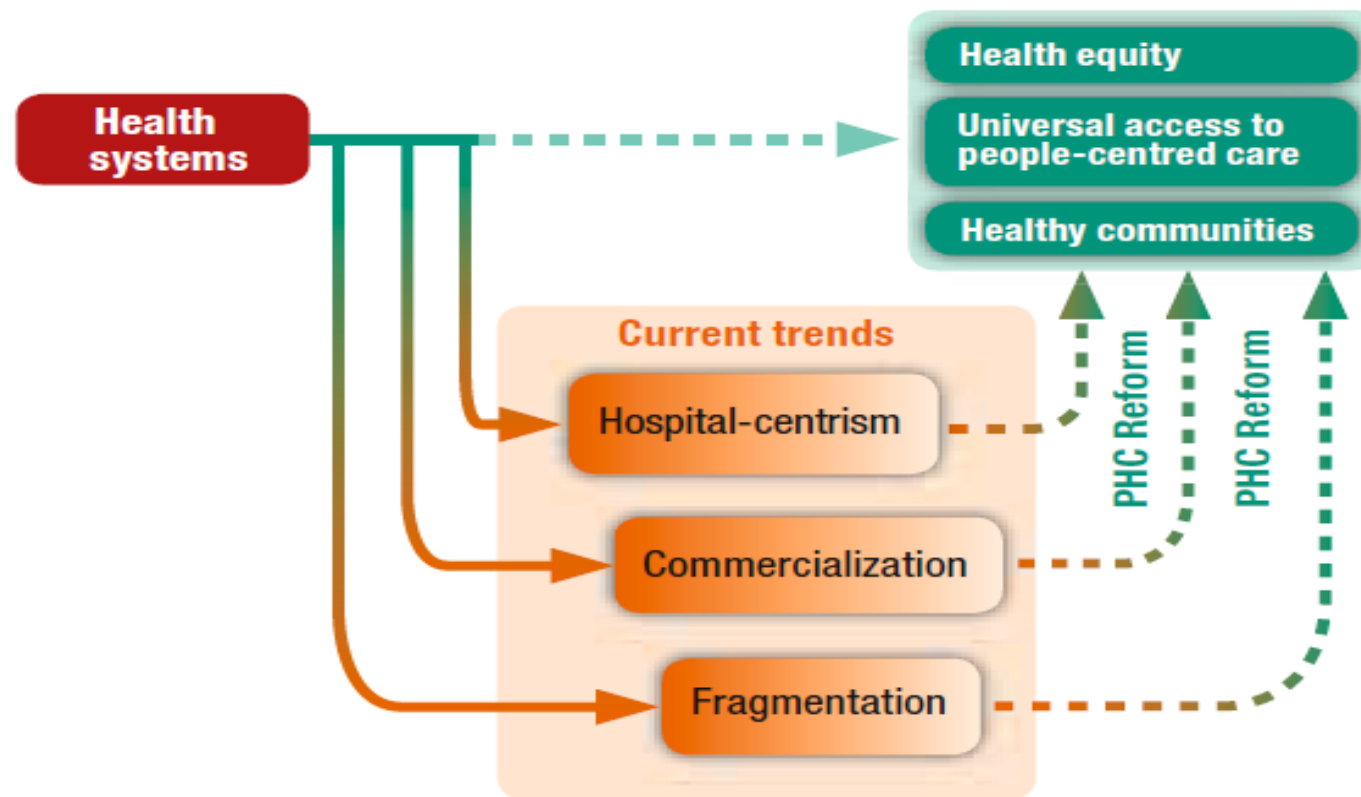 Health
systems
Health equity
Universal access to
people-centred care
Healthy communities
Current trends
Hospital-centrism
Commercialization
Fragmentation
PHC Reform
PHC Reform